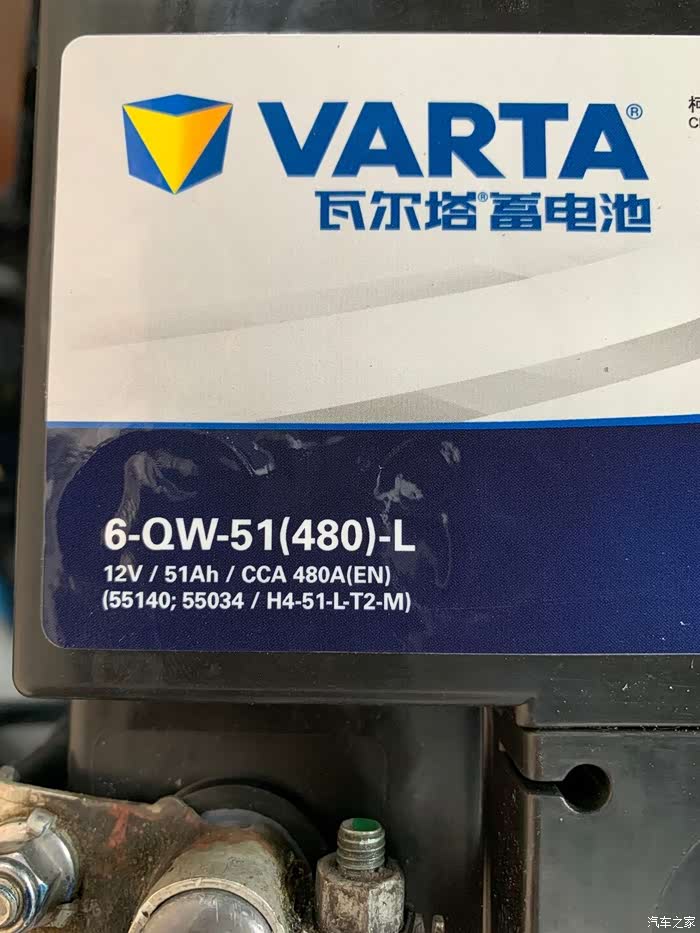 VARTA®
瓦尔塔®蓄电池
6-QW-51(480)-L
12V / 51Ah / CCA 480A(EN)
(55140; 55034 / H4-51-L-T2-M)
汽车之家